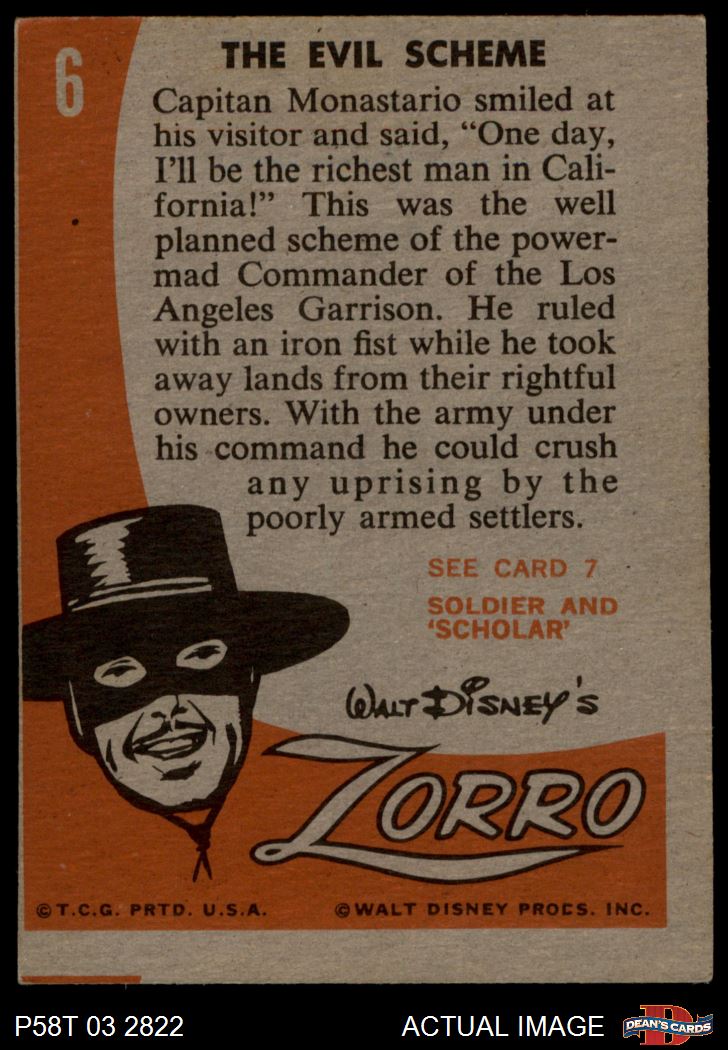 6
THE EVIL SCHEME
Capitan Monastario smiled at
his visitor and said, “One day,
I’ll be the richest man in Cali-
fornia!” This was the well
planned scheme of the power-
mad Commander of the Los
Angeles Garrison. He ruled
with an iron fist while he took
away lands from their rightful
owners. With the army under
his command he could crush
any uprising by the
poorly armed settlers.
SEE CARD 7
SOLDIER AND
‘SCHOLAR’
WALT DISNEY’S
ZORRO
©T.C.G. PRTD. U.S.A. ©WALT DISNEY PRODS. INC.
P58T 03 2822 ACTUAL IMAGE DEAN'S CARDS